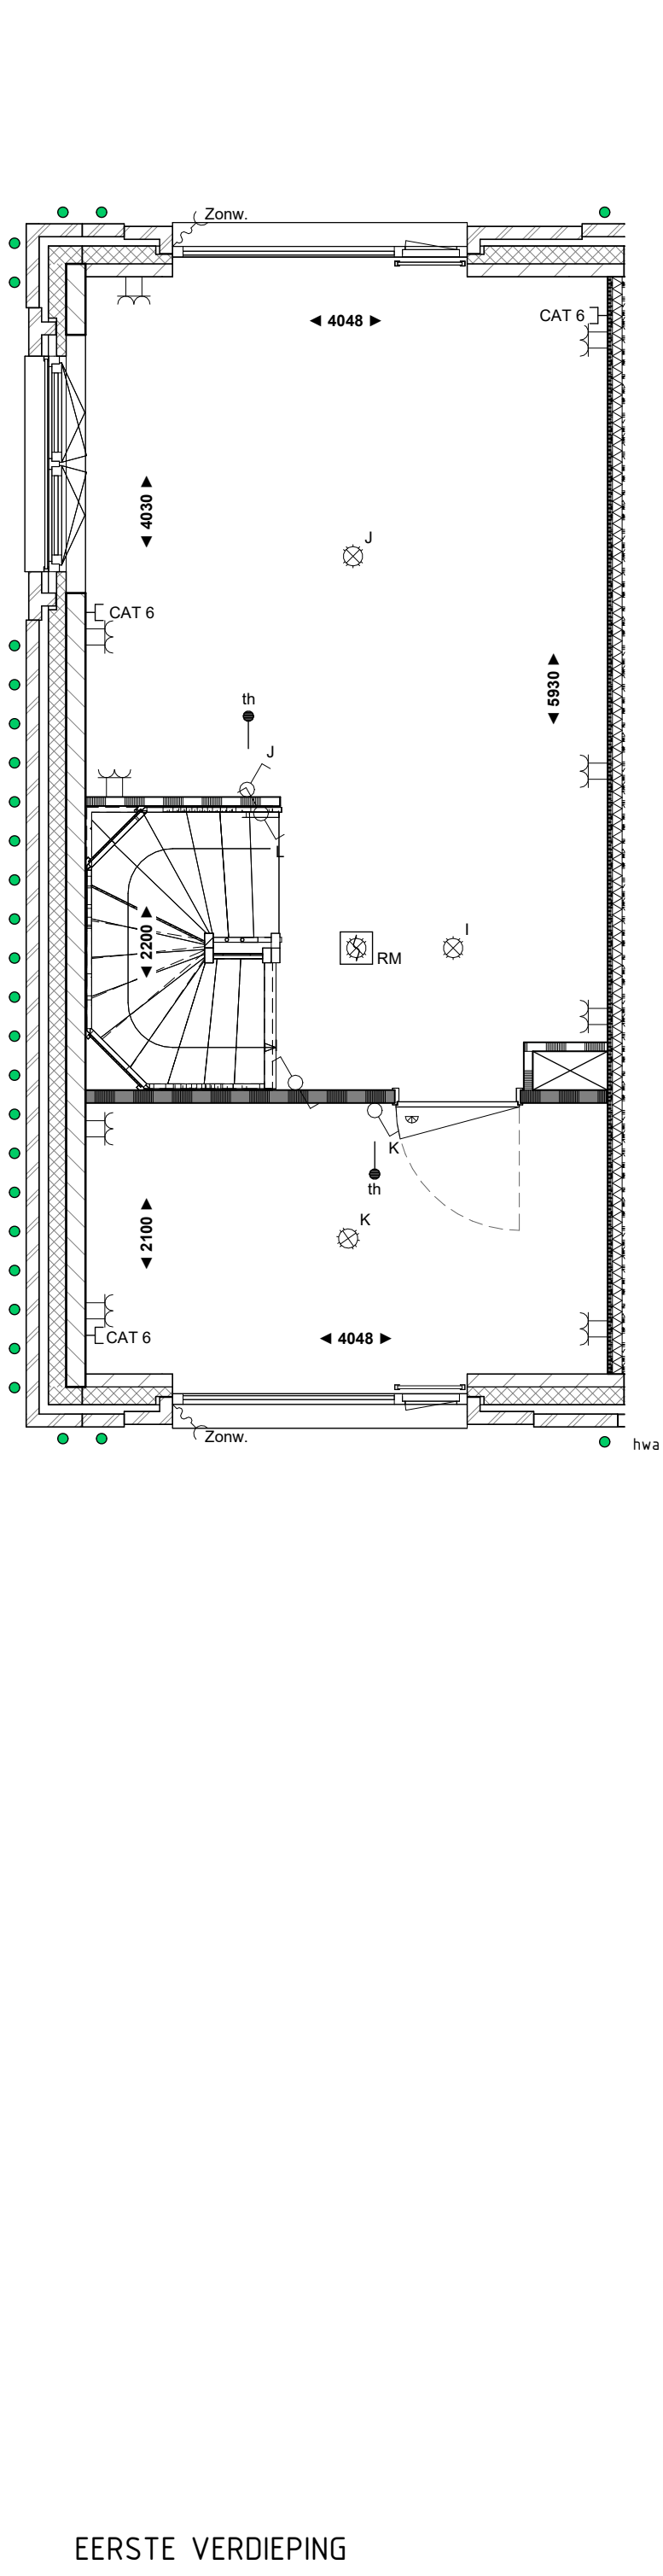 Zonw.
CAT 6
4048
4030
J
CAT 6
5930
th
J
L
2200
I
RM
K
th
K
2100
CAT 6
4048
Zonw.
hwa
EERSTE VERDIEPING